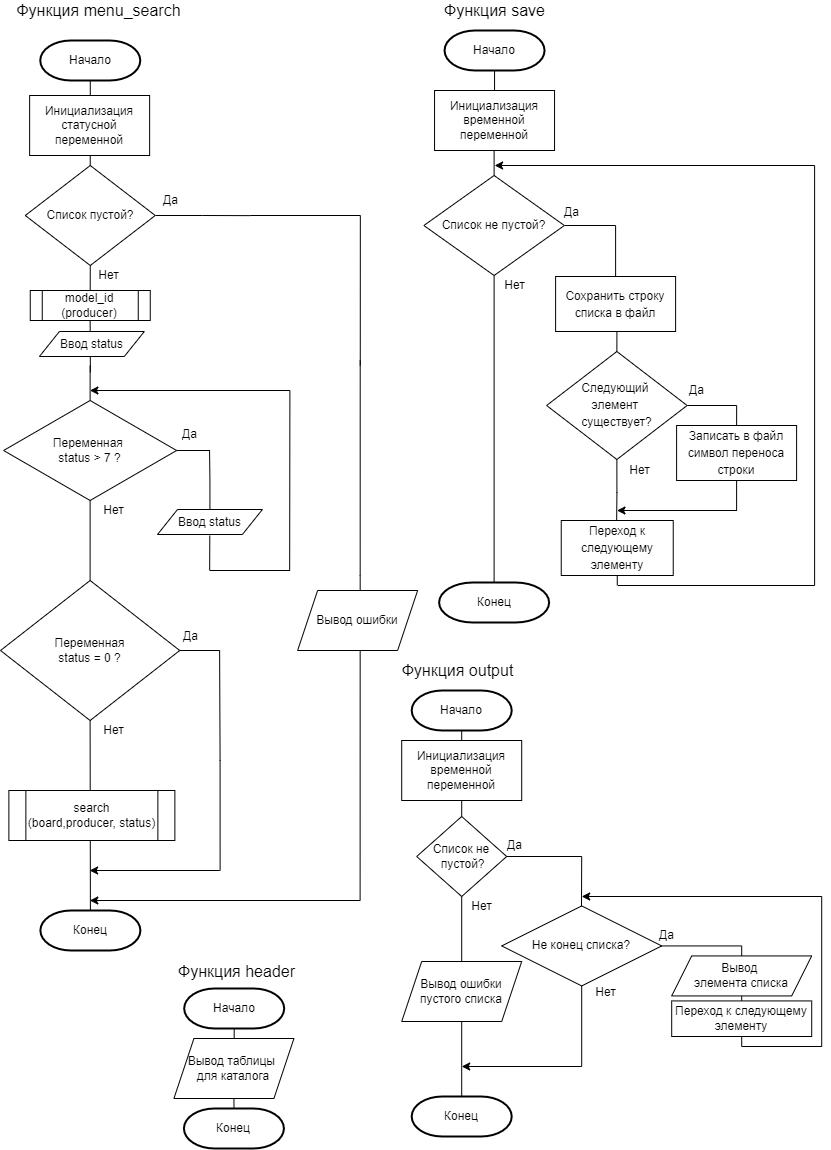 Функция menu_search
Начало
Инициализация
статусной
переменной
Список пустой?
Да
Нет
model_id
(producer)
Ввод status
Переменная
status > 7 ?
Да
Нет
Ввод status
Переменная
status = 0 ?
Да
Нет
search
(board,producer, status)
Вывод ошибки
Конец
Функция save
Начало
Инициализация
временной
переменной
Список не пустой?
Да
Нет
Сохранить строку
списка в файл
Следующий
элемент
существует?
Да
Нет
Записать в файл
символ переноса
строки
Переход к
следующему
элементу
Конец
Функция output
Начало
Инициализация
временной
переменной
Список не
пустой?
Да
Нет
Не конец списка?
Да
Нет
Вывод
элемента списка
Переход к следующему
элементу
Вывод ошибки
пустого списка
Конец
Функция header
Начало
Вывод таблицы
для каталога
Конец